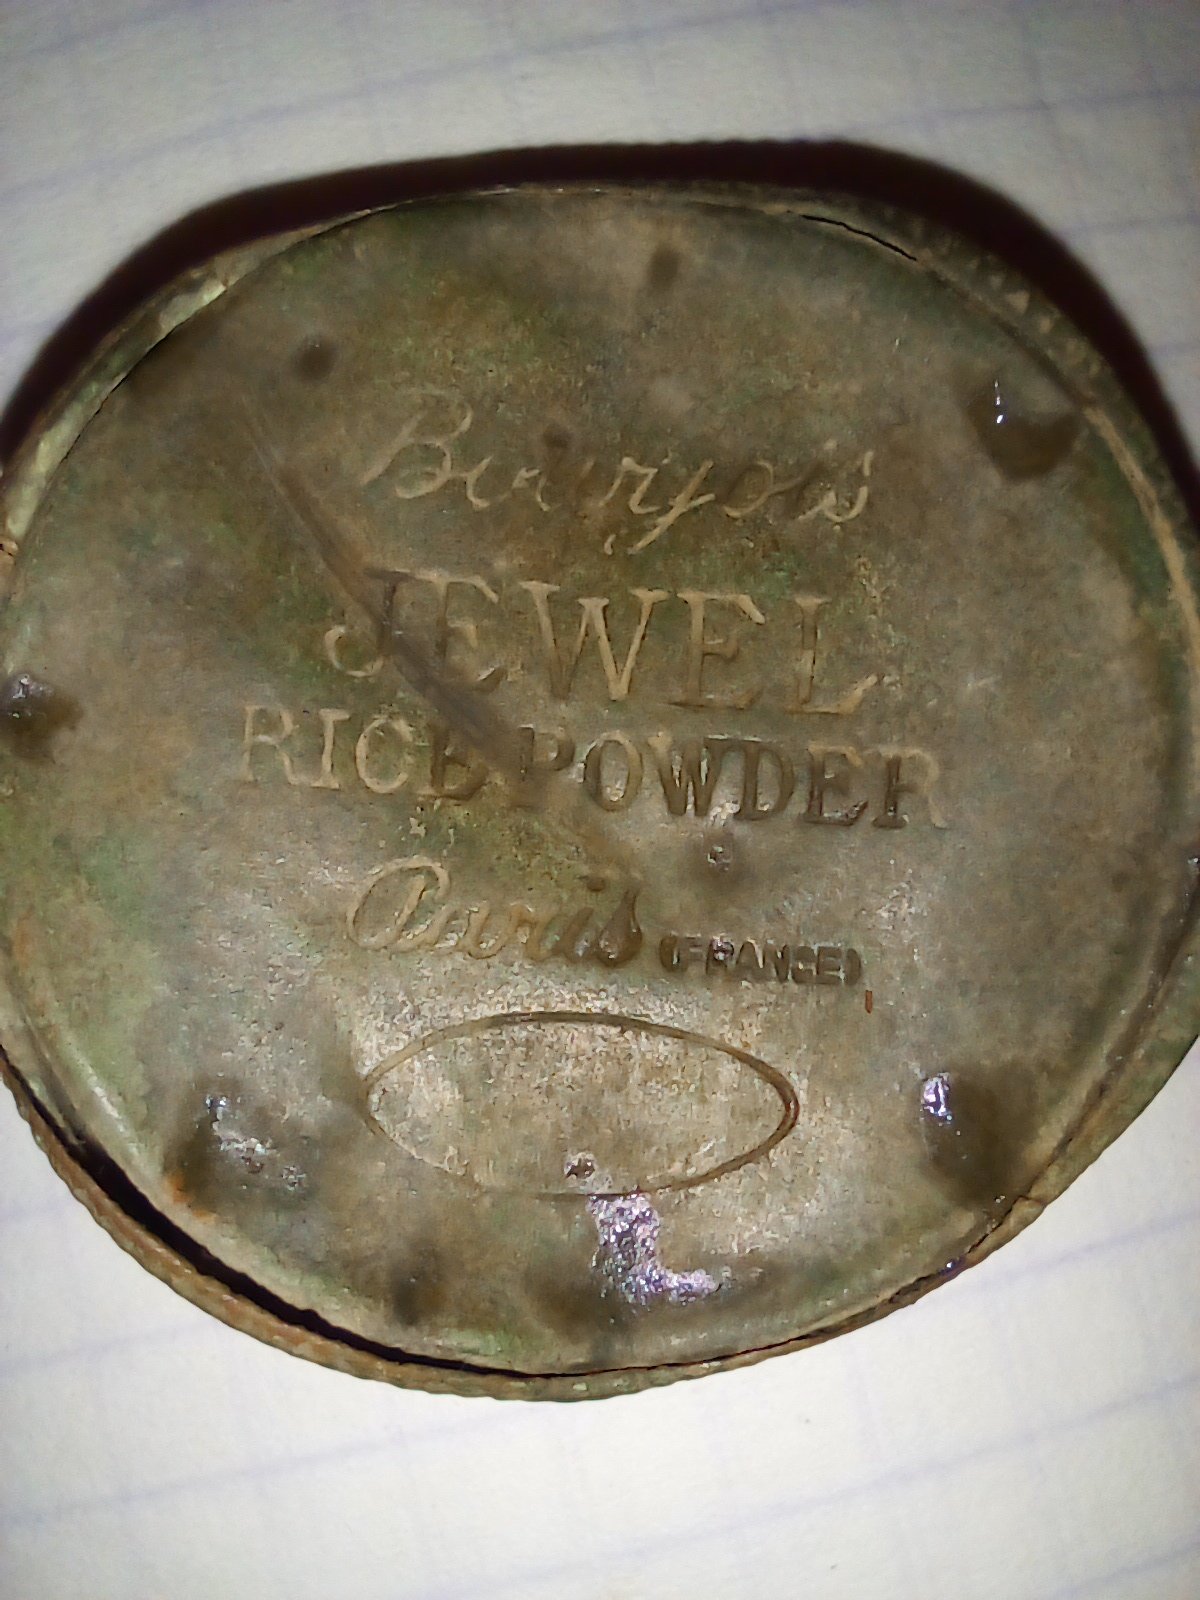 Bourjois
JEWEL
RICE POWDER
Paris (FRANCE)